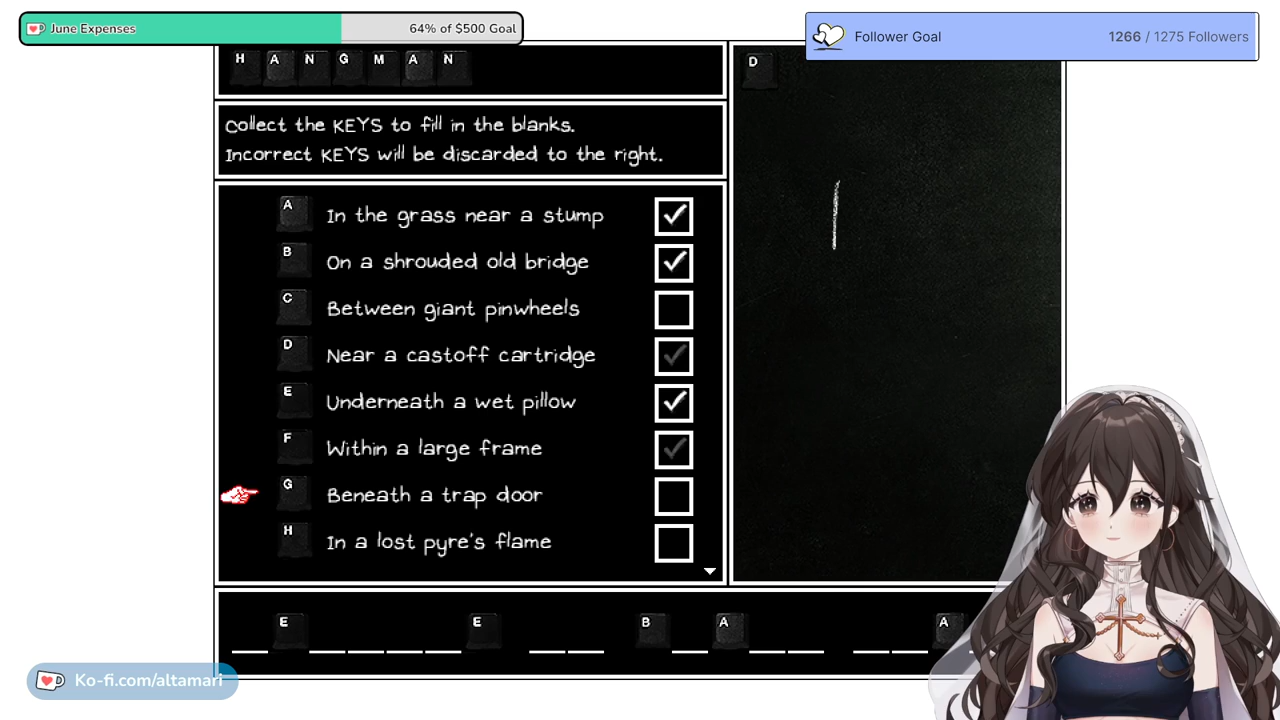 June Expenses
64% of $500 Goal
Follower Goal
1266 / 1275 Followers
H A N G M A N
D
Collect the KEYS to fill in the blanks.
Incorrect KEYS will be discarded to the right.
A In the grass near a stump
B On a shrouded old bridge
C Between giant pinwheels
D Near a castoff cartridge
E Underneath a wet pillow
F Within a large frame
G Beneath a trap door
H In a lost pyre's flame
E E B A A
Ko-fi.com/altamari